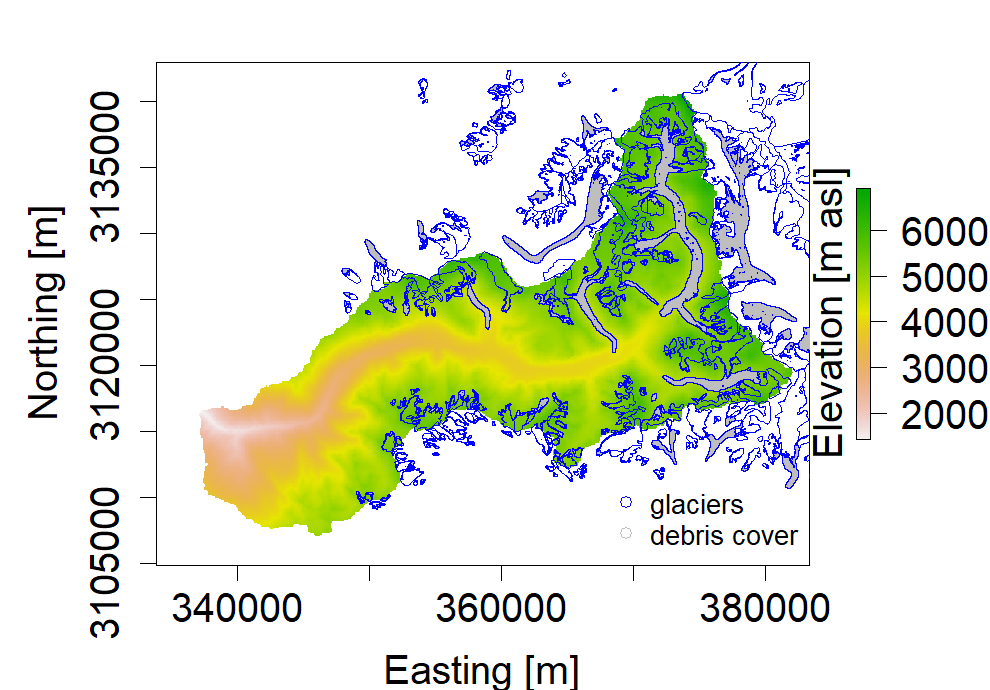 Northing [m]
3135000
3120000
3105000
340000
360000
380000
Easting [m]
glaciers
debris cover
Elevation [m asl]
6000
5000
4000
3000
2000